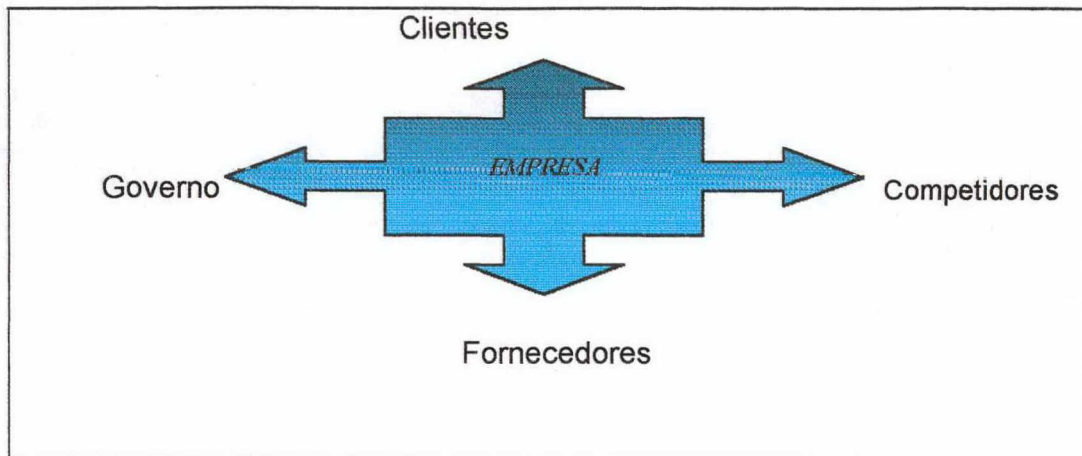 Clientes
EMPRESA
Governo
Competidores
Fornecedores